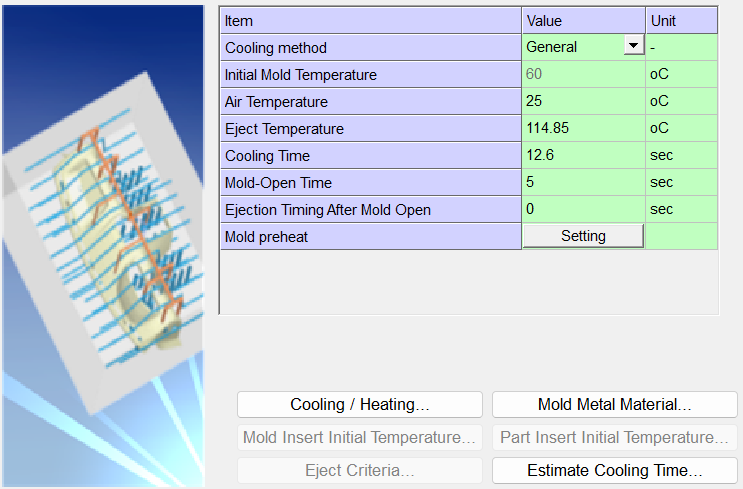 Item Value Unit
Cooling method General -
Initial Mold Temperature 60 oC
Air Temperature 25 oC
Eject Temperature 114.85 oC
Cooling Time 12.6 sec
Mold-Open Time 5 sec
Ejection Timing After Mold Open 0 sec
Mold preheat Setting
Cooling / Heating... Mold Metal Material...
Mold Insert Initial Temperature... Part Insert Initial Temperature...
Eject Criteria... Estimate Cooling Time...